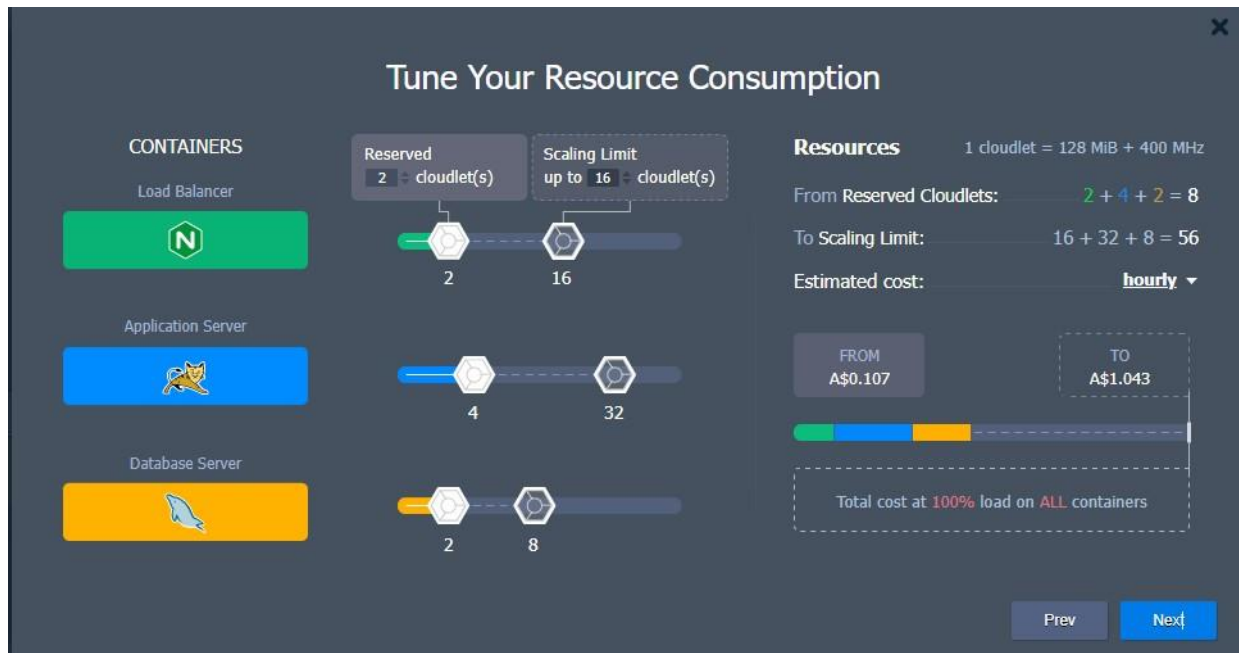 Tune Your Resource Consumption
CONTAINERS
Load Balancer
N
Application Server
Database Server
Reserved
2 cloudlet(s)
Scaling Limit
up to 16 cloudlet(s)
2
16
4
32
2
8
Resources
1 cloudlet = 128 MiB + 400 MHz
From Reserved Cloudlets: 2 + 4 + 2 = 8
To Scaling Limit: 16 + 32 + 8 = 56
Estimated cost: hourly
FROM
A$0.107
TO
A$1.043
Total cost at 100% load on ALL containers
Prev
Next